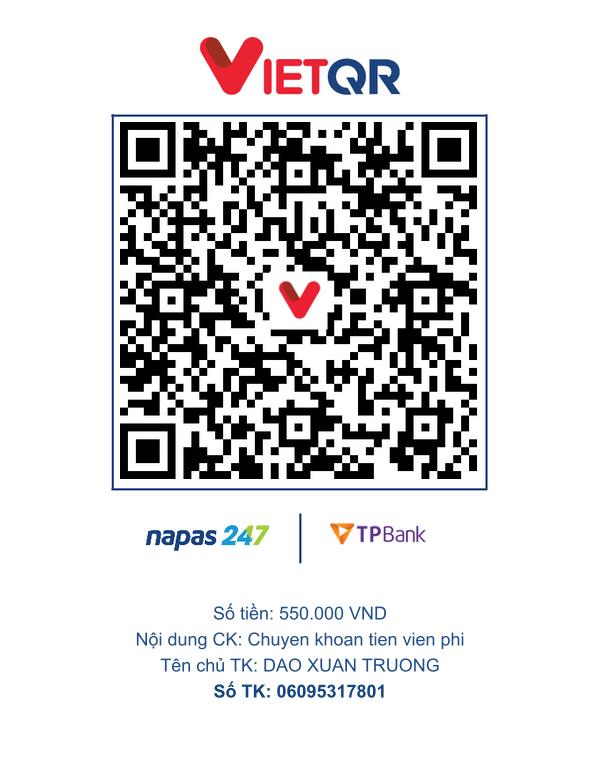 VIETQR
napas 247
TPBank
Số tiền: 550.000 VND
Nội dung CK: Chuyen khoan tien vien phi
Tên chủ TK: DAO XUAN TRUONG
Số TK: 06095317801